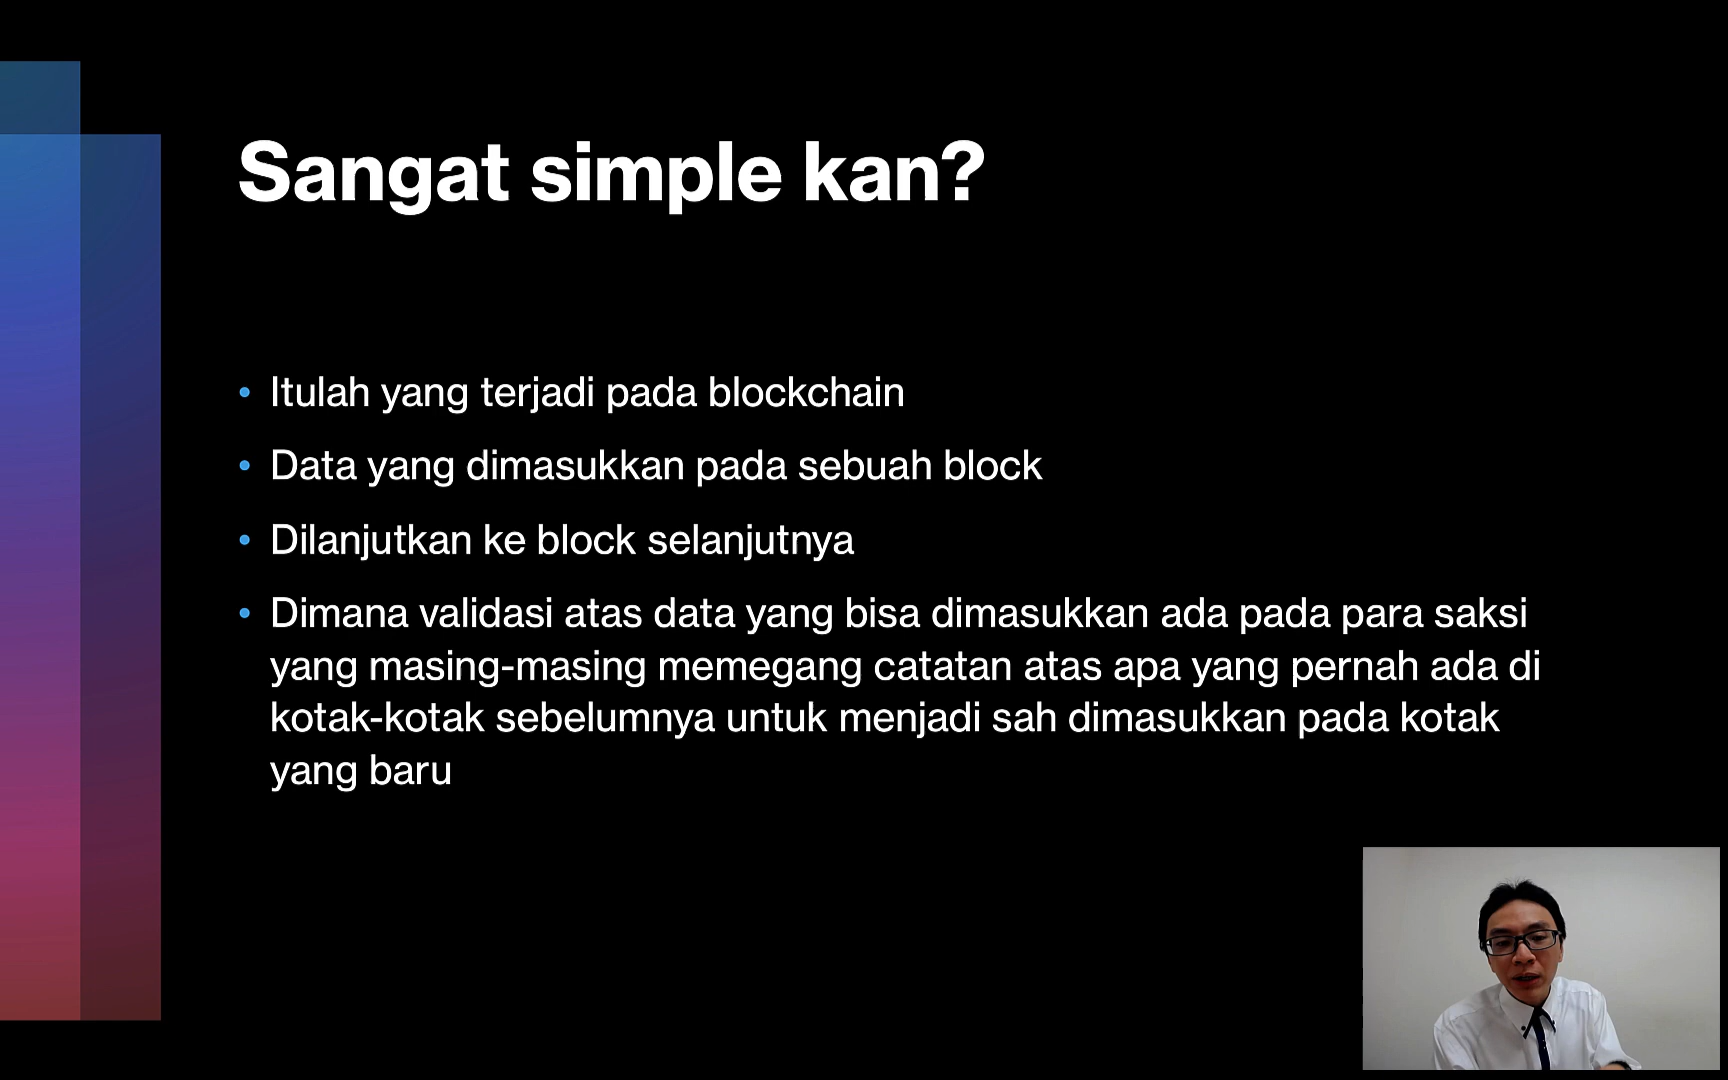 Sangat simple kan?
• Itulah yang terjadi pada blockchain
• Data yang dimasukkan pada sebuah block
• Dilanjutkan ke block selanjutnya
• Dimana validasi atas data yang bisa dimasukkan ada pada para saksi
yang masing-masing memegang catatan atas apa yang pernah ada di
kotak-kotak sebelumnya untuk menjadi sah dimasukkan pada kotak
yang baru